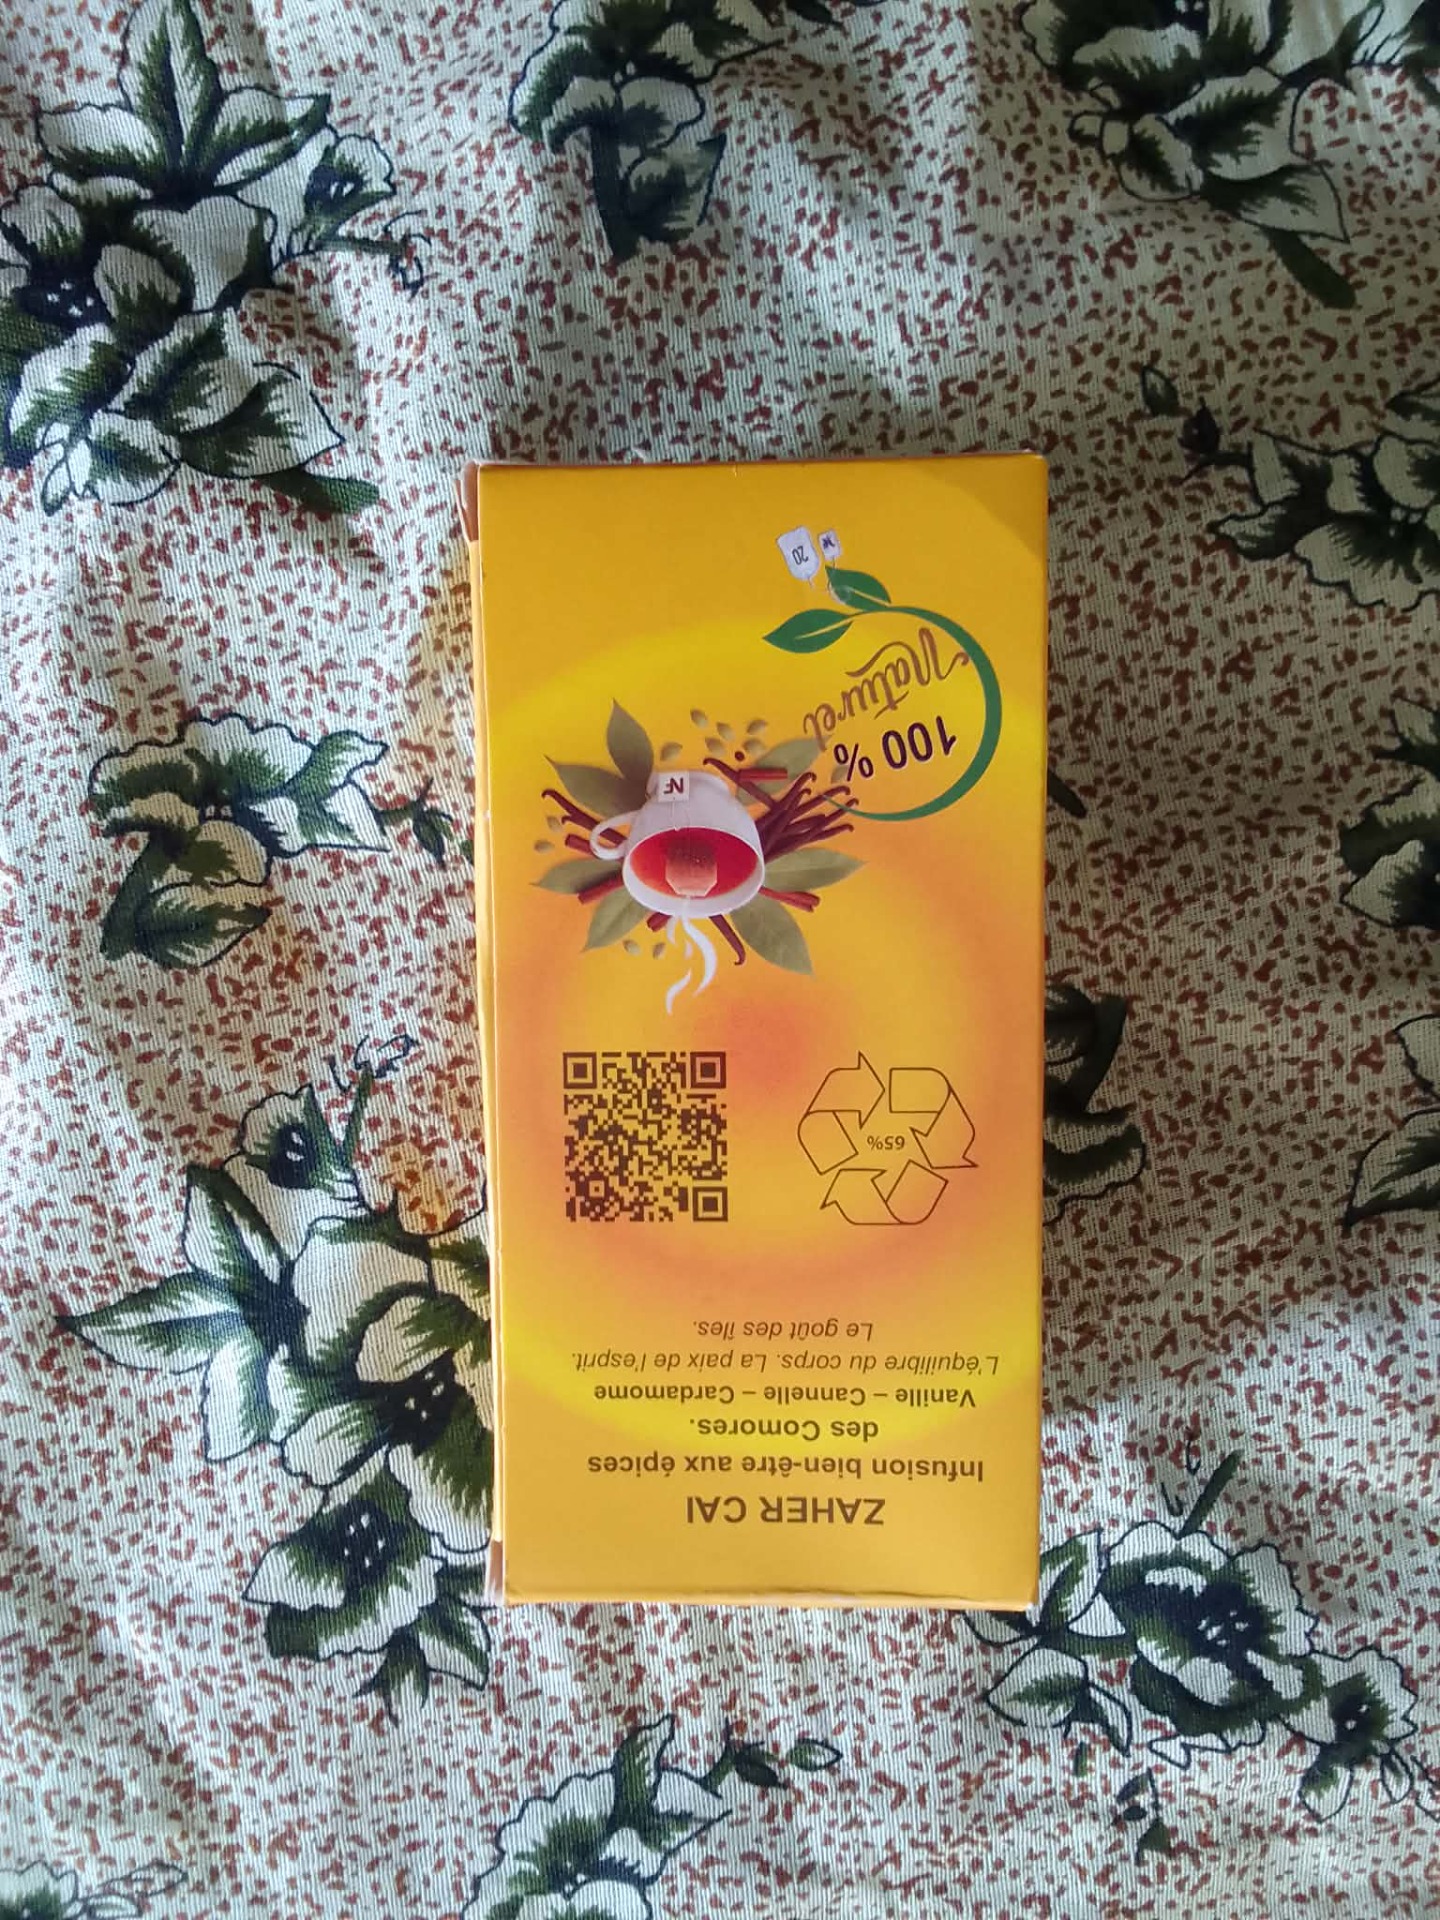 ZAHER CAI
Infusion bien-être aux épices
des Comores.
Vanille – Cannelle – Cardamome
L'équilibre du corps. La paix de l'esprit.
Le goût des îles.
65%
NF
100 %
Naturel
20